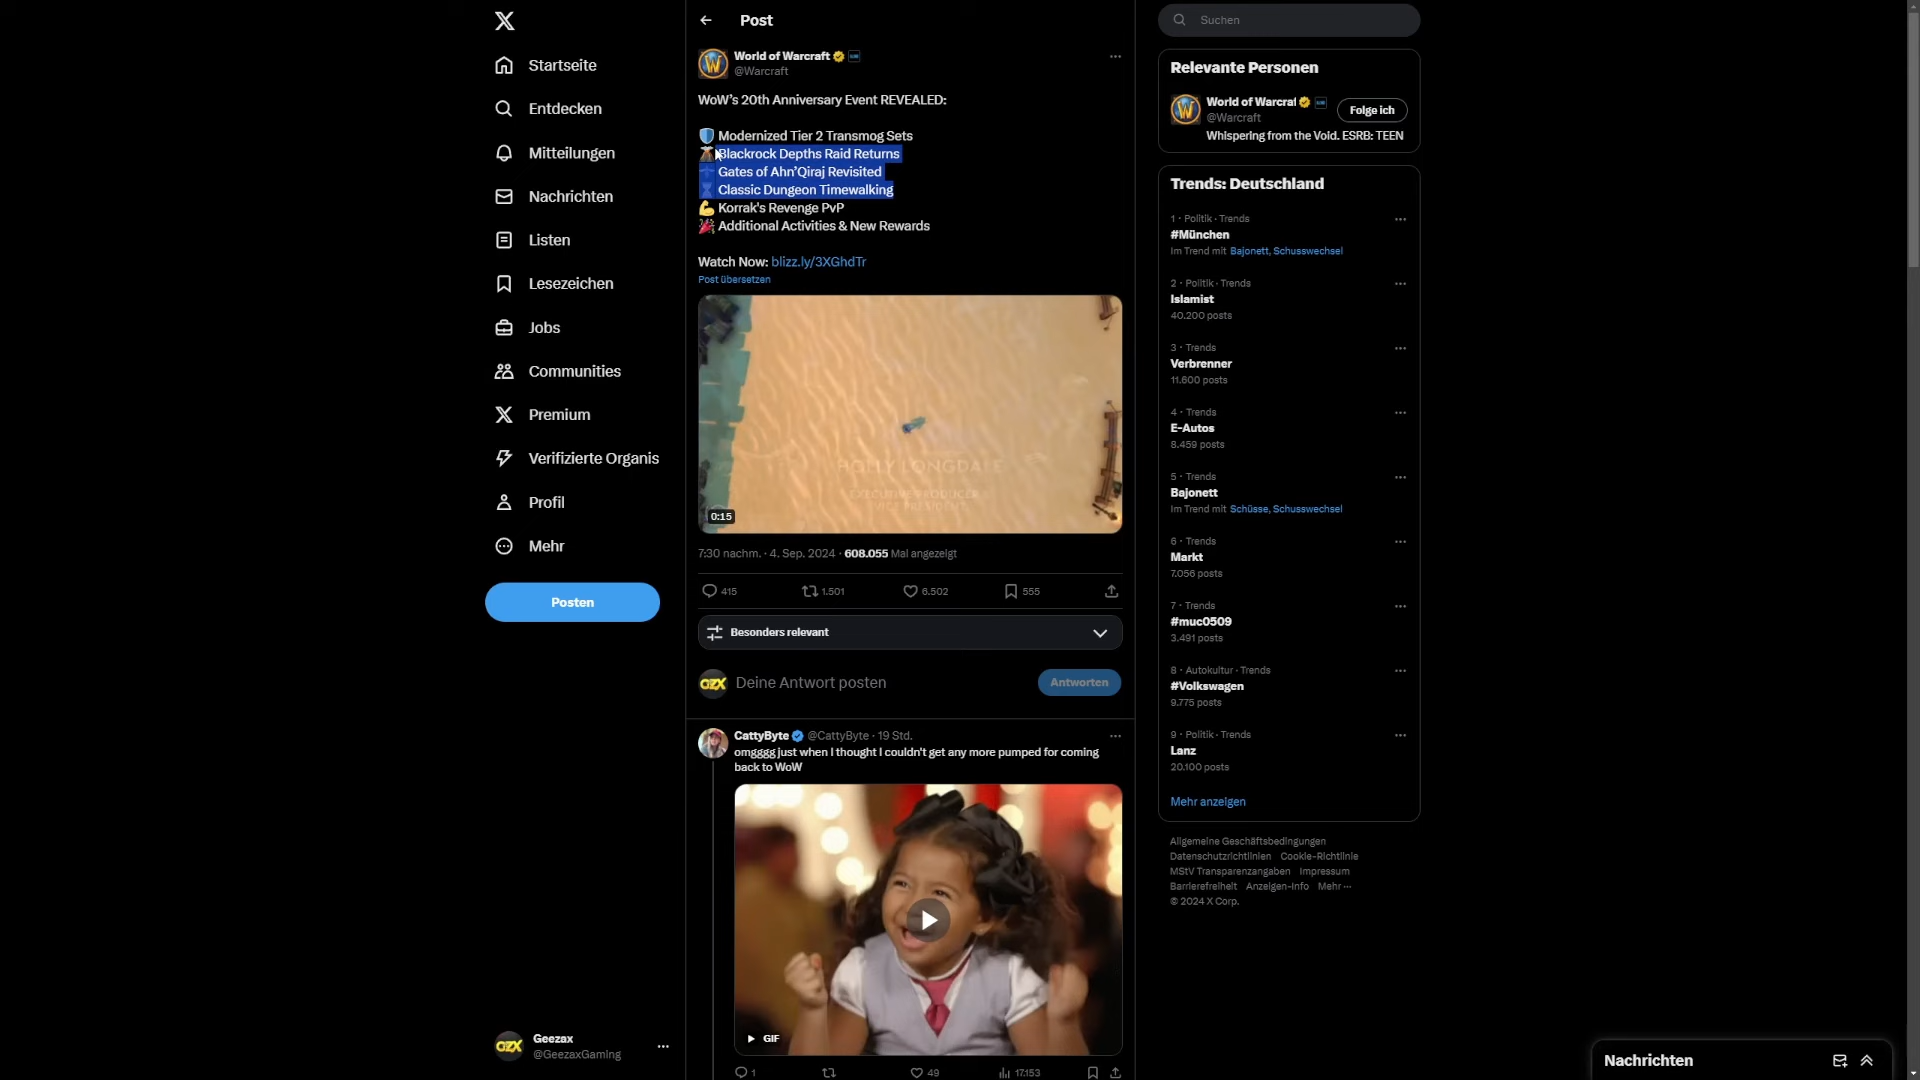 Startseite
Entdecken
Mitteilungen
Nachrichten
Listen
Lesezeichen
Jobs
Communities
Premium
Verifizierte Organis
Profil
Mehr
Posten
Geezax
@GeezaxGaming
Post
World of Warcraft
@Warcraft
WoW's 20th Anniversary Event REVEALED:
Modernized Tier 2 Transmog Sets
Blackrock Depths Raid Returns
Gates of Ahn'Qiraj Revisited
Classic Dungeon Timewalking
Korrak's Revenge PvP
Additional Activities & New Rewards
Watch Now: blizz.ly/3XGhdTr
Post übersetzen
HOLLY LONGDALE
EXECUTIVE PRODUCER &
VICE PRESIDENT
0:15
7:30 nachm. · 4. Sep. 2024 · 608.055 Mal angezeigt
415 1.501 6.502 555
Besonders relevant
GZX
Deine Antwort posten
Antworten
CattyByte @CattyByte · 19 Std.
omgggg just when I thought I couldn't get any more pumped for coming
back to WoW
GIF
1 49 17.153
Suchen
Relevante Personen
World of Warcraf
@Warcraft
Folge ich
Whispering from the Void. ESRB: TEEN
Trends: Deutschland
1 · Politik · Trends
#München
Im Trend mit Bajonett, Schusswechsel
2 · Politik · Trends
Islamist
40.200 posts
3 · Trends
Verbrenner
11.600 posts
4 · Trends
E-Autos
8.459 posts
5 · Trends
Bajonett
Im Trend mit Schüsse, Schusswechsel
6 · Trends
Markt
7.056 posts
7 · Trends
#muc0509
3.491 posts
8 · Autokultur · Trends
#Volkswagen
9.775 posts
9 · Politik · Trends
Lanz
20.100 posts
Mehr anzeigen
Allgemeine Geschäftsbedingungen
Datenschutzrichtlinien Cookie-Richtlinie
MStV Transparenzangaben Impressum
Barrierefreiheit Anzeigen-Info Mehr ···
© 2024 X Corp.
Nachrichten